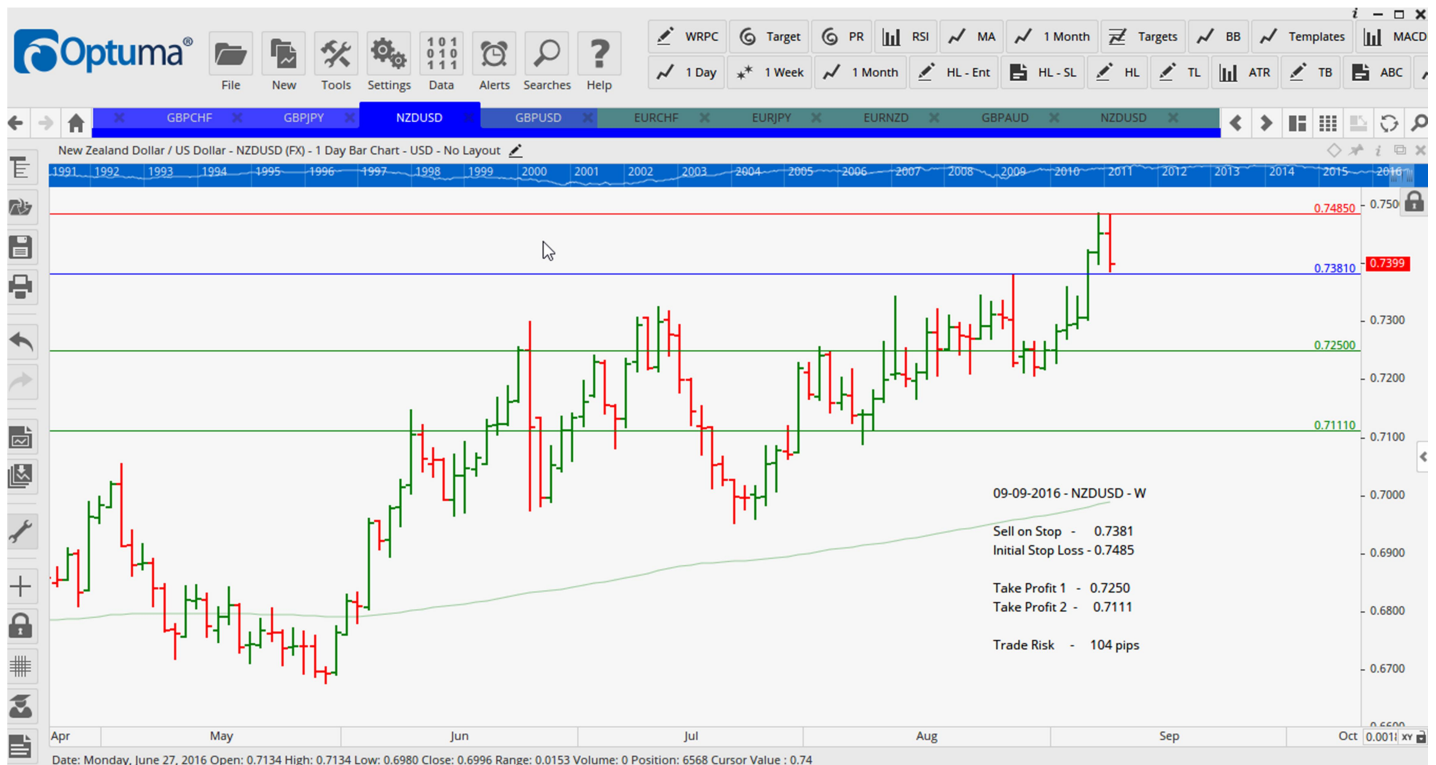 i
Optuma®
File
New
Tools
Settings
101
010
111
Data
Alerts
Searches
?
Help
WRPC Target PR RSI MA 1 Month Targets BB Templates MACD
1 Day 1 Week 1 Month HL - Ent HL - SL HL TL ATR TB ABC
GBPCHF GBPJPY NZDUSD GBPUSD EURCHF EURJPY EURNZD GBPAUD NZDUSD
New Zealand Dollar / US Dollar - NZDUSD (FX) - 1 Day Bar Chart - USD - No Layout
1991 1992 1993 1994 1995 1996 1997 1998 1999 2000 2001 2002 2003 2004 2005 2006 2007 2008 2009 2010 2011 2012 2013 2014 2015 2016
0.74850
0.750
0.73810
0.7399
0.7300
0.72500
0.7200
0.71110
0.7100
09-09-2016 - NZDUSD - W
0.7000
Sell on Stop - 0.7381
Initial Stop Loss - 0.7485
0.6900
Take Profit 1 - 0.7250
Take Profit 2 - 0.7111
0.6800
Trade Risk - 104 pips
0.6700
0.6600
Apr May Jun Jul Aug Sep Oct
XY
Date: Monday, June 27, 2016 Open: 0.7134 High: 0.7134 Low: 0.6980 Close: 0.6996 Range: 0.0153 Volume: 0 Position: 6568 Cursor Value : 0.74